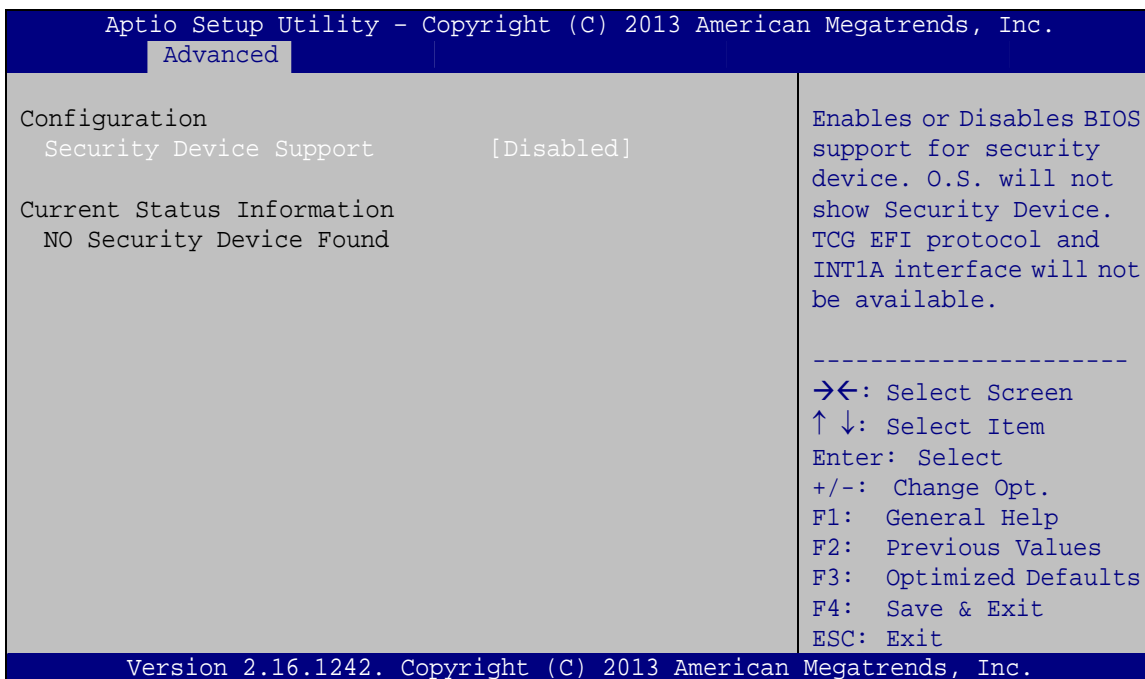 Aptio Setup Utility – Copyright (C) 2013 American Megatrends, Inc.
Advanced
Configuration
Security Device Support [Disabled]
Current Status Information
NO Security Device Found
Enables or Disables BIOS
support for security
device. O.S. will not
show Security Device.
TCG EFI protocol and
INT1A interface will not
be available.
----------------------
→←: Select Screen
↑ ↓: Select Item
Enter: Select
+/-: Change Opt.
F1: General Help
F2: Previous Values
F3: Optimized Defaults
F4: Save & Exit
ESC: Exit
Version 2.16.1242. Copyright (C) 2013 American Megatrends, Inc.